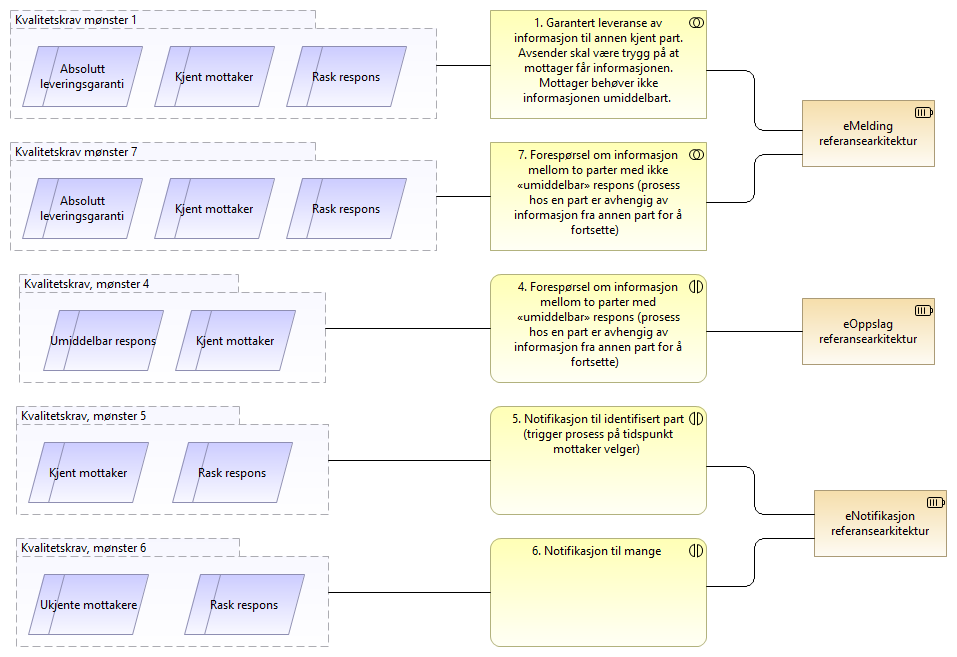 Kvalitetskrav mønster 1
Absolutt
leveringsgaranti
Kjent mottaker
Rask respons
1. Garantert leveranse av
informasjon til annen kjent part.
Avsender skal være trygg på at
mottager får informasjonen.
Mottager behøver ikke
informasjonen umiddelbart.
eMelding
referansearkitektur
Kvalitetskrav mønster 7
Absolutt
leveringsgaranti
Kjent mottaker
Rask respons
7. Forespørsel om informasjon
mellom to parter med ikke
«umiddelbar» respons (prosess
hos en part er avhengig av
informasjon fra annen part for å
fortsette)
Kvalitetskrav, mønster 4
Umiddelbar respons
Kjent mottaker
4. Forespørsel om informasjon
mellom to parter med
«umiddelbar» respons (prosess
hos en part er avhengig av
informasjon fra annen part for å
fortsette)
eOppslag
referansearkitektur
Kvalitetskrav, mønster 5
Kjent mottaker
Rask respons
5. Notifikasjon til identifisert part
(trigger prosess på tidspunkt
mottaker velger)
eNotifikasjon
referansearkitektur
Kvalitetskrav, mønster 6
Ukjente mottakere
Rask respons
6. Notifikasjon til mange